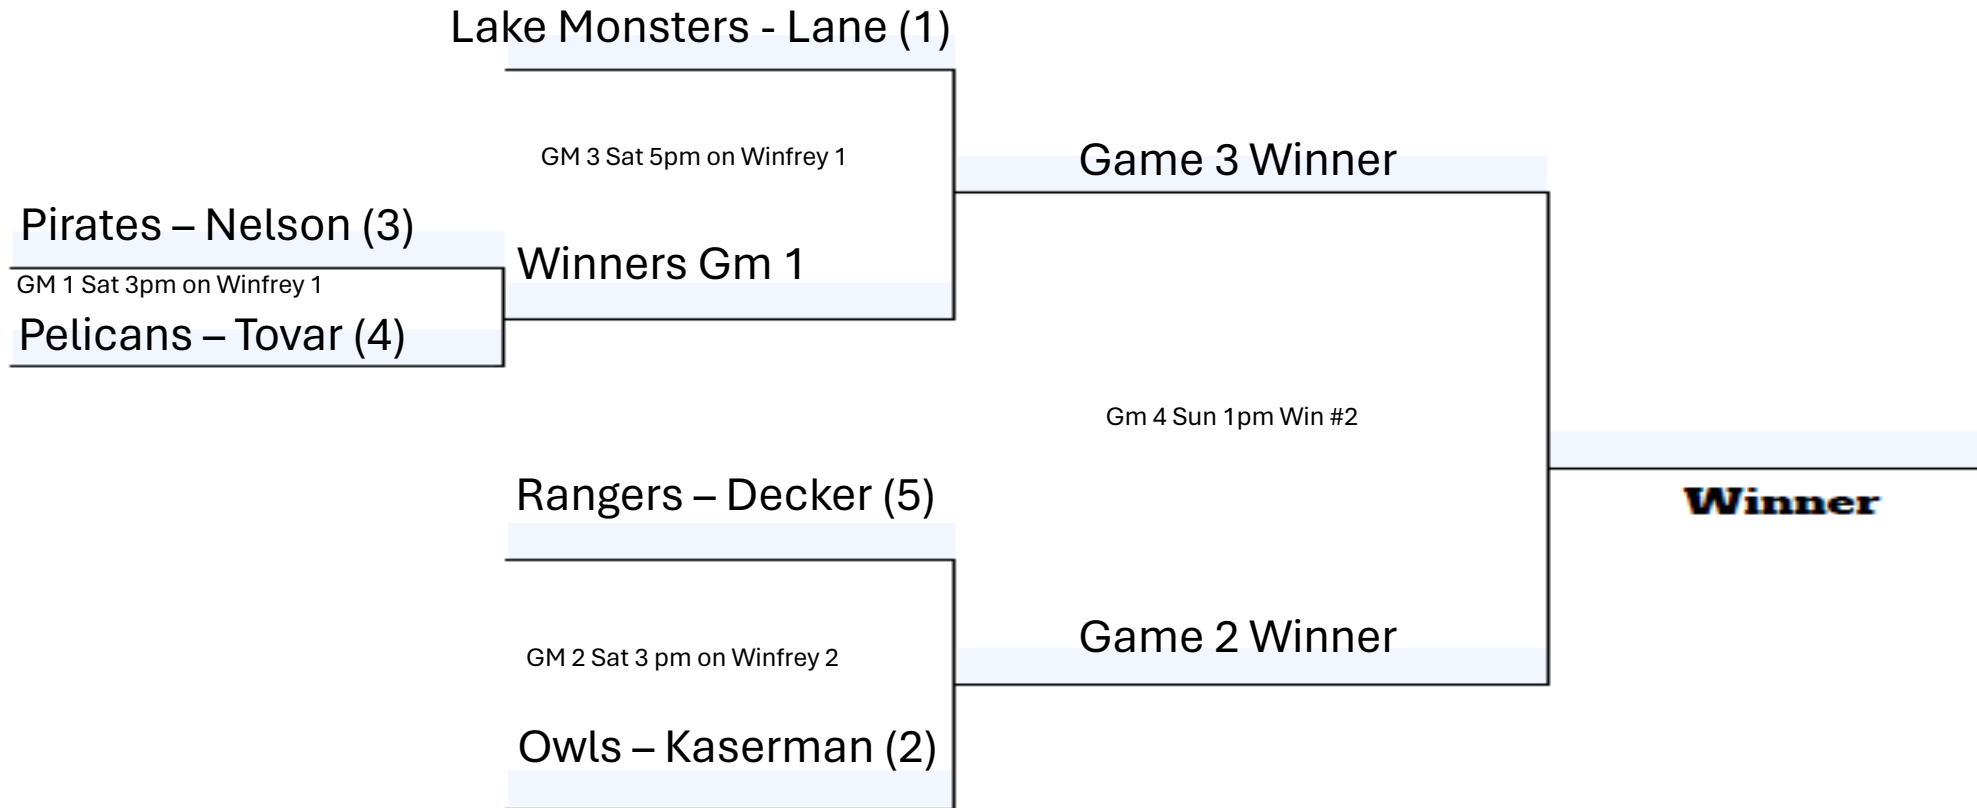 Lake Monsters - Lane (1)
GM 3 Sat 5pm on Winfrey 1
Game 3 Winner
Pirates – Nelson (3)
Winners Gm 1
GM 1 Sat 3pm on Winfrey 1
Pelicans – Tovar (4)
Gm 4 Sun 1pm Win #2
Rangers – Decker (5)
Winner
Game 2 Winner
GM 2 Sat 3 pm on Winfrey 2
Owls – Kaserman (2)